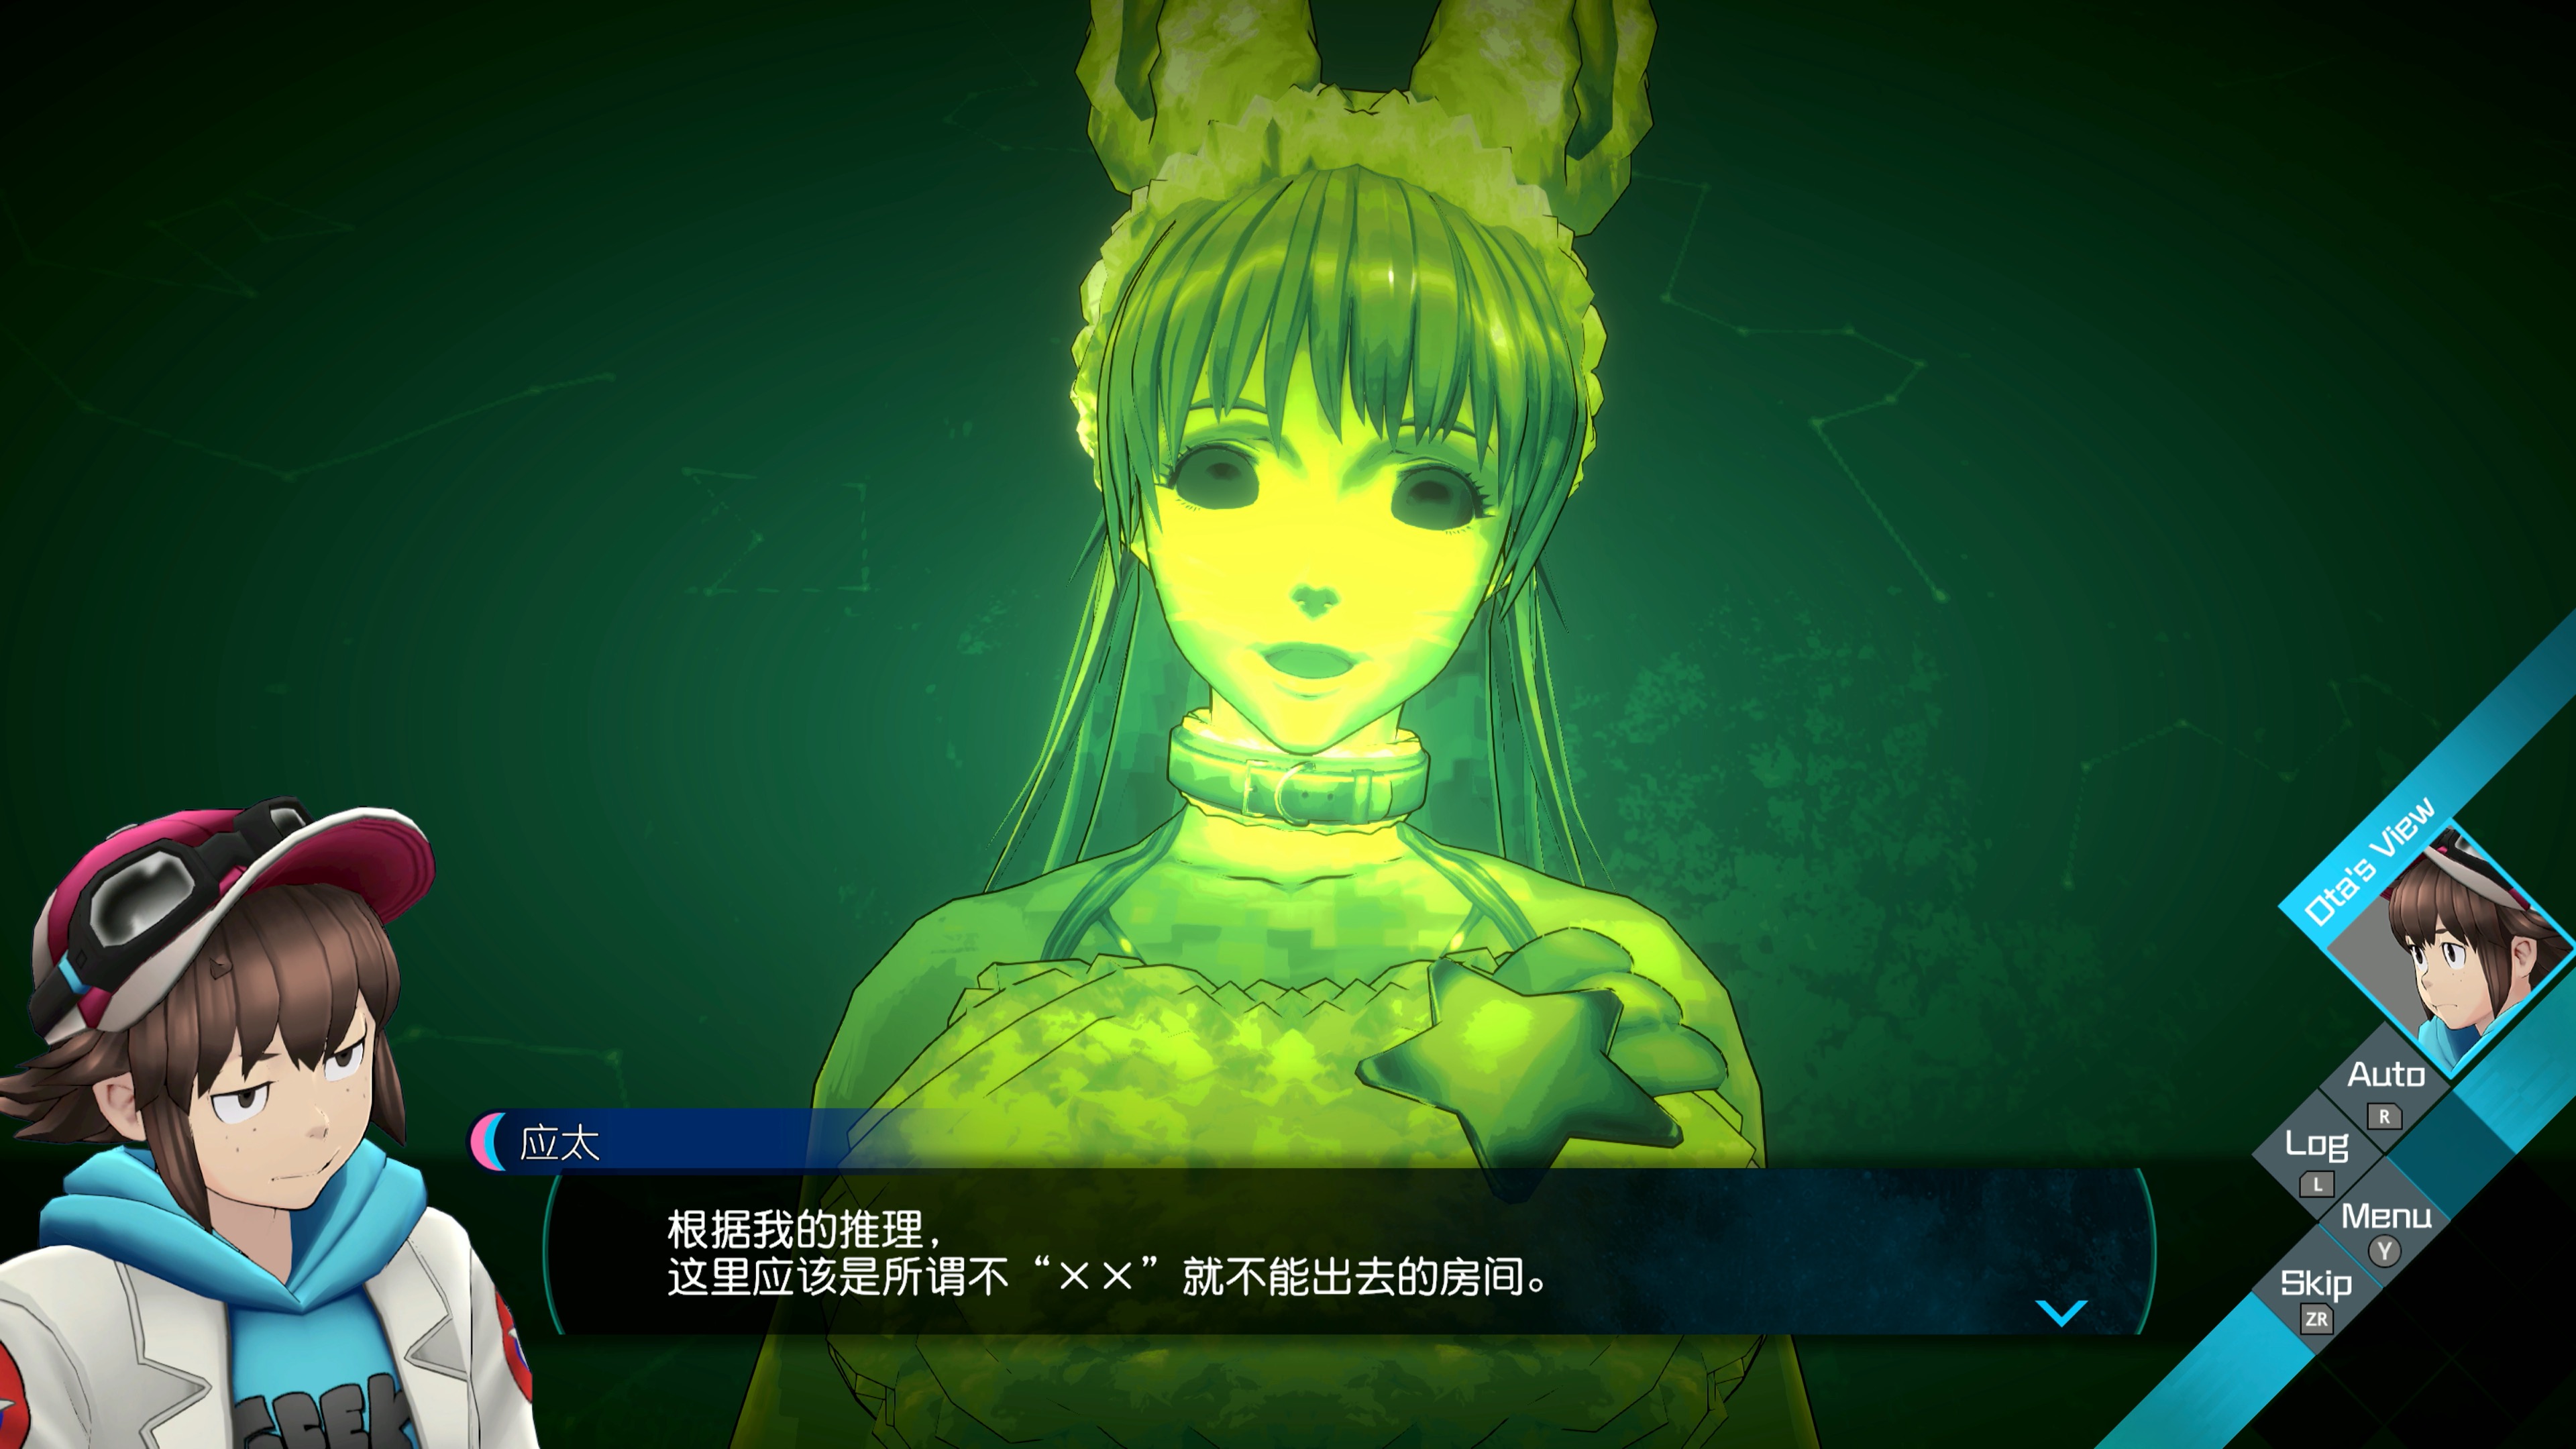 Ota's View
Auto
R
Log
L
Menu
Y
Skip
ZR
应太
根据我的推理，
这里应该是所谓不“××”就不能出去的房间。
GEEK